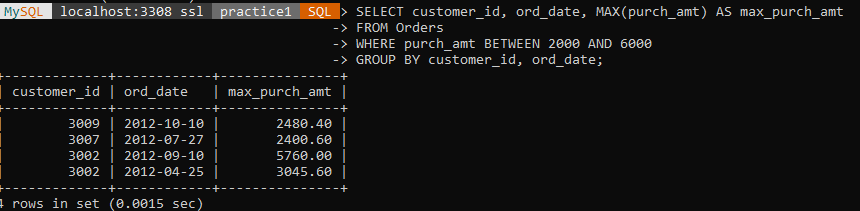 MySQL localhost:3308 ssl practice1 SQL > SELECT customer_id, ord_date, MAX(purch_amt) AS max_purch_amt
-> FROM Orders
-> WHERE purch_amt BETWEEN 2000 AND 6000
-> GROUP BY customer_id, ord_date;
+-------------+------------+---------------+
| customer_id | ord_date   | max_purch_amt |
+-------------+------------+---------------+
|        3009 | 2012-10-10 |       2480.40 |
|        3007 | 2012-07-27 |       2400.60 |
|        3002 | 2012-09-10 |       5760.00 |
|        3002 | 2012-04-25 |       3045.60 |
+-------------+------------+---------------+
4 rows in set (0.0015 sec)